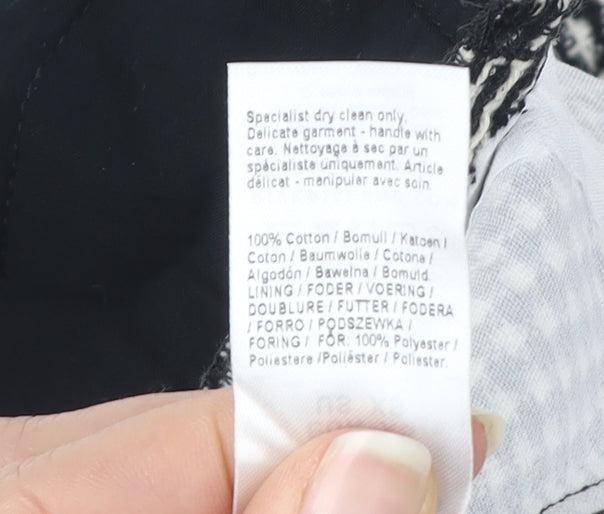 Specialist dry clean only.
Delicate garment - handle with
care. Nettoyage à sec par un
spécialiste uniquement. Article
délicat - manipuler avec soin.
100% Cotton / Bomull / Katoen /
Coton / Baumwolle / Cotone /
Algodón / Bawełna / Bomuld.
LINING / FODER / VOERING /
DOUBLURE / FUTTER / FODERA
/ FORRO / PODSZEWKA /
FORING / FÔR: 100% Polyester /
Poliestere /Poliéster / Poliester.